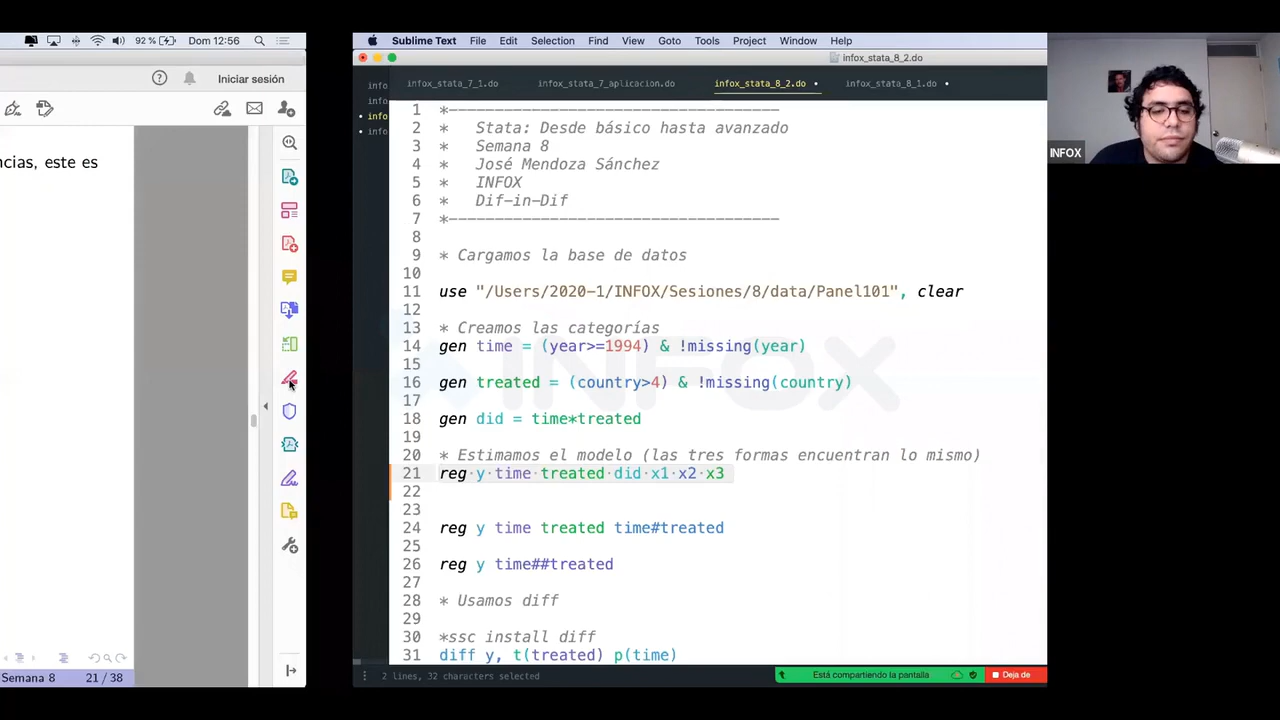 92 %
Dom 12:56
Iniciar sesión
ncias, este es
Semana 8
21 / 38
Sublime Text File Edit Selection Find View Goto Tools Project Window Help
infox_stata_8_2.do
infox_stata_7_1.do
infox_stata_7_aplicacion.do
infox_stata_8_2.do
infox_stata_8_1.do
info
info
info
info
1 *-----------------------------------
2 *   Stata: Desde básico hasta avanzado
3 *   Semana 8
4 *   José Mendoza Sánchez
5 *   INFOX
6 *   Dif-in-Dif
7 *-----------------------------------
8
9 * Cargamos la base de datos
10
11 use "/Users/2020-1/INFOX/Sesiones/8/data/Panel101", clear
12
13 * Creamos las categorías
14 gen time = (year>=1994) & !missing(year)
15
16 gen treated = (country>4) & !missing(country)
17
18 gen did = time*treated
19
20 * Estimamos el modelo (las tres formas encuentran lo mismo)
21 reg y time treated did x1 x2 x3
22
23
24 reg y time treated time#treated
25
26 reg y time##treated
27
28 * Usamos diff
29
30 *ssc install diff
31 diff y, t(treated) p(time)
2 lines, 32 characters selected
Está compartiendo la pantalla
Deja de
INFOX
INFOX